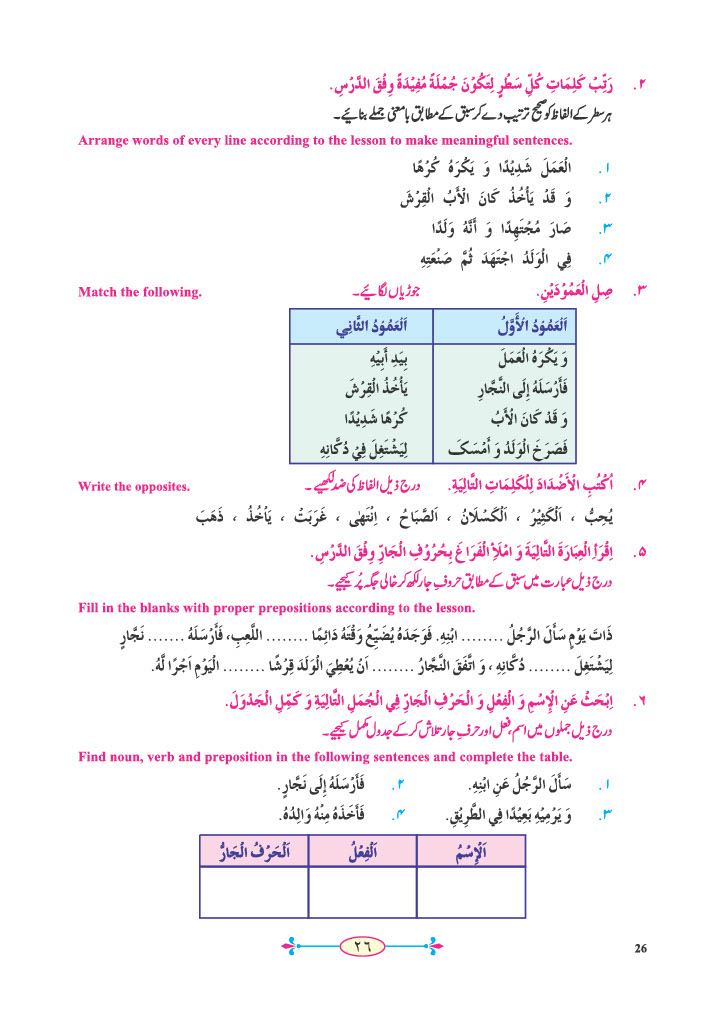 ۲. رَتِّبْ كَلِمَاتِ كُلِّ سَطْرٍ لِتَكُوْنَ جُمْلَةً مُفِيْدَةً وِفْقَ الدَّرْسِ.
ہر سطر کے الفاظ کو صحیح ترتیب دے کر سبق کے مطابق بامعنی جملے بنائیے۔
Arrange words of every line according to the lesson to make meaningful sentences.
۱. الْعَمَلَ شَدِيْدًا وَ يَكْرَهُ كُرْهًا
۲. وَ قَدْ يَأْخُذُ كَانَ الْأَبُ الْقِرْشَ
۳. صَارَ مُجْتَهِدًا وَ أَنَّهُ وَلَدًا
۴. فِي الْوَلَدُ اجْتَهَدَ ثُمَّ صَنْعَتِهِ
۳. صِلِ الْعَمُوْدَيْنِ. جوڑیاں لگائیے۔ Match the following.
اَلْعَمُوْدُ الْأَوَّلُ اَلْعَمُوْدُ الثَّانِي
وَ يَكْرَهُ الْعَمَلَ بِيَدِ أَبِيْهِ
فَأَرْسَلَهُ إِلَى النَّجَّارِ يَأْخُذُ الْقِرْشَ
وَ قَدْ كَانَ الْأَبُ كُرْهًا شَدِيْدًا
فَصَرَخَ الْوَلَدُ وَ أَمْسَكَ لِيَشْتَغِلَ فِيْ دُكَّانِهِ
۴. اُكْتُبِ الْأَضْدَادَ لِلْكَلِمَاتِ التَّالِيَةِ. درج ذیل الفاظ کی ضد لکھیے۔ Write the opposites.
يُحِبُّ ، اَلْكَثِيْرُ ، اَلْكَسْلَانُ ، اَلصَّبَاحُ ، اِنْتَهٰى ، غَرَبَتْ ، يَأْخُذُ ، ذَهَبَ
۵. اِقْرَأِ الْعِبَارَةَ التَّالِيَةَ وَ امْلَأِ الْفَرَاغَ بِحُرُوْفِ الْجَارِّ وِفْقَ الدَّرْسِ.
درج ذیل عبارت میں سبق کے مطابق حروفِ جار لکھ کر خالی جگہ پُر کیجیے۔
Fill in the blanks with proper prepositions according to the lesson.
ذَاتَ يَوْمٍ سَأَلَ الرَّجُلُ ........ ابْنِهِ. فَوَجَدَهُ يُضَيِّعُ وَقْتَهُ دَائِمًا ........ اللَّعِبِ، فَأَرْسَلَهُ ....... نَجَّارٍ
لِيَشْتَغِلَ ........ دُكَّانِهِ ، وَ اتَّفَقَ النَّجَّارُ ........ اَنْ يُعْطِيَ الْوَلَدَ قِرْشًا ........ الْيَوْمِ اَجْرًا لَهُ.
۶. اِبْحَثْ عَنِ الْإِسْمِ وَ الْفِعْلِ وَ الْحَرْفِ الْجَارِّ فِي الْجُمَلِ التَّالِيَةِ وَ كَمِّلِ الْجَدْوَلَ.
درج ذیل جملوں میں اسم، فعل اور حرفِ جار تلاش کر کے جدول مکمل کیجیے۔
Find noun, verb and preposition in the following sentences and complete the table.
۱. سَأَلَ الرَّجُلُ عَنِ ابْنِهِ. ۲. فَأَرْسَلَهُ إِلَى نَجَّارٍ.
۳. وَ يَرْمِيْهِ بَعِيْدًا فِي الطَّرِيْقِ. ۴. فَأَخَذَهُ مِنْهُ وَالِدُهُ.
اَلْإِسْمُ اَلْفِعْلُ اَلْحَرْفُ الْجَارُّ
۲۶
26